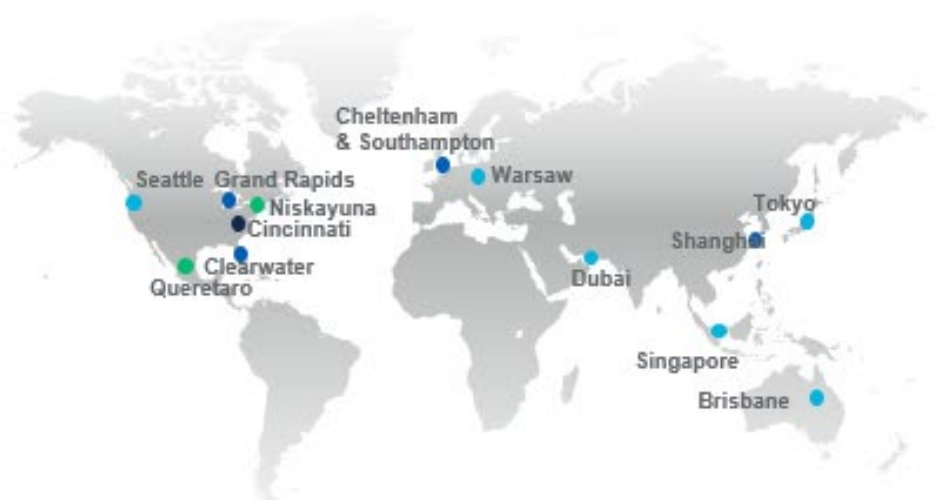 Cheltenham
& Southampton
Seattle
Grand Rapids
Warsaw
Niskayuna
Tokyo
Cincinnati
Shanghai
Clearwater
Dubai
Queretaro
Singapore
Brisbane